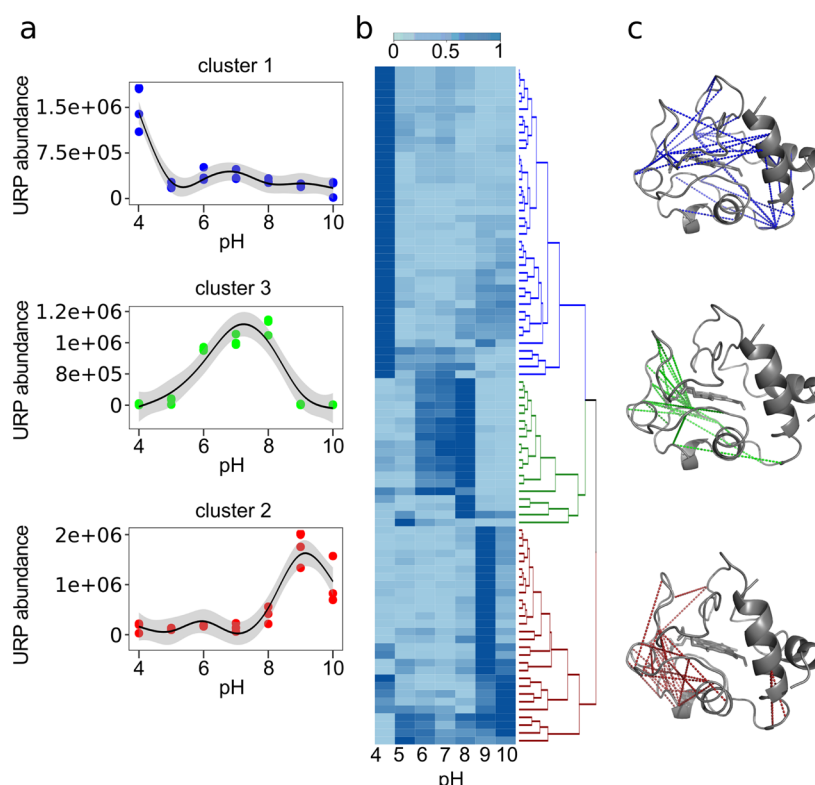 a
b
c
cluster 1
1.5e+06
7.5e+05
0
URP abundance
4 6 8 10
pH
cluster 3
1.2e+06
1e+06
8e+05
URP abundance
4 6 8 10
pH
cluster 2
2e+06
1e+06
0
URP abundance
4 6 8 10
pH
0 0.5 1
4 5 6 7 8 9 10
pH